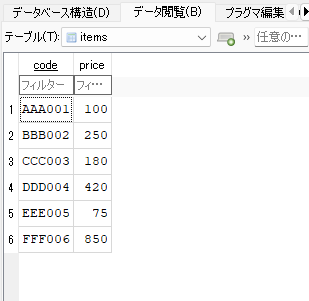 データベース構造(D) データ閲覧(B) プラグマ編集
テーブル(T): items » 任意の…
code price
フィルター フィ…
1 AAA001 100
2 BBB002 250
3 CCC003 180
4 DDD004 420
5 EEE005 75
6 FFF006 850